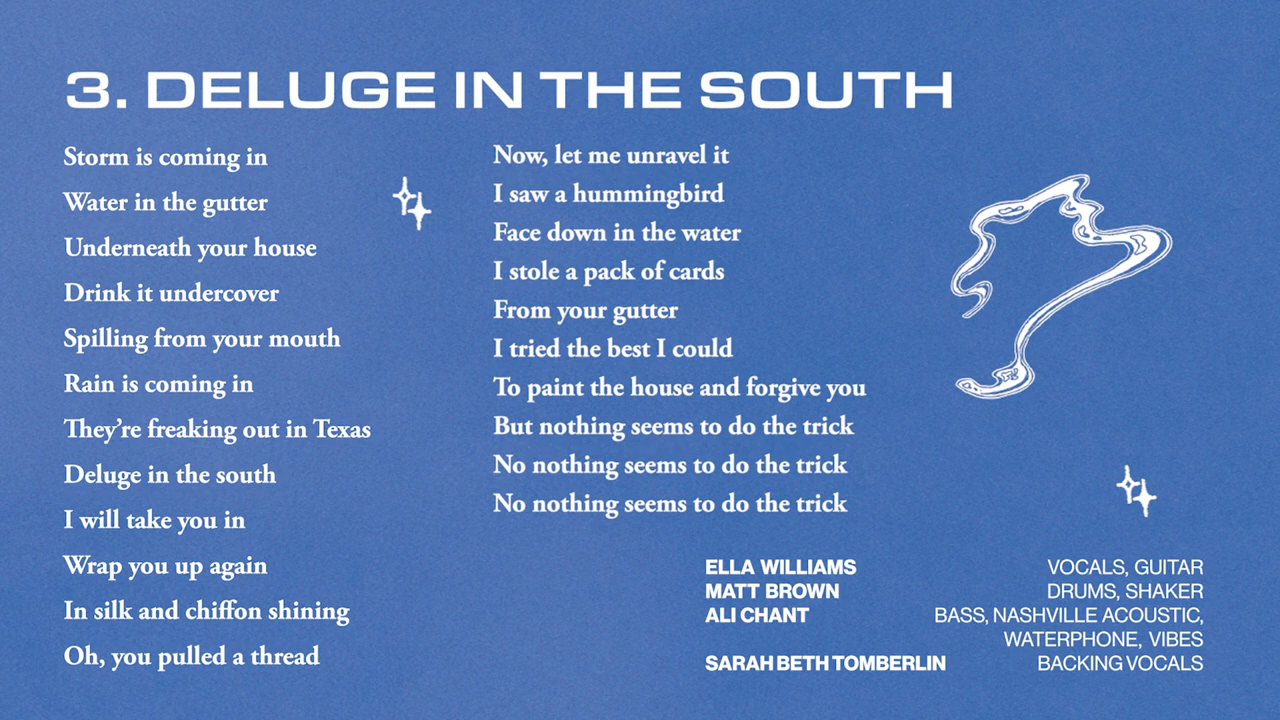 3. DELUGE IN THE SOUTH
Storm is coming in
Water in the gutter
Underneath your house
Drink it undercover
Spilling from your mouth
Rain is coming in
They're freaking out in Texas
Deluge in the south
I will take you in
Wrap you up again
In silk and chiffon shining
Oh, you pulled a thread
Now, let me unravel it
I saw a hummingbird
Face down in the water
I stole a pack of cards
From your gutter
I tried the best I could
To paint the house and forgive you
But nothing seems to do the trick
No nothing seems to do the trick
No nothing seems to do the trick
ELLA WILLIAMS VOCALS, GUITAR
MATT BROWN DRUMS, SHAKER
ALI CHANT BASS, NASHVILLE ACOUSTIC,
WATERPHONE, VIBES
SARAH BETH TOMBERLIN BACKING VOCALS